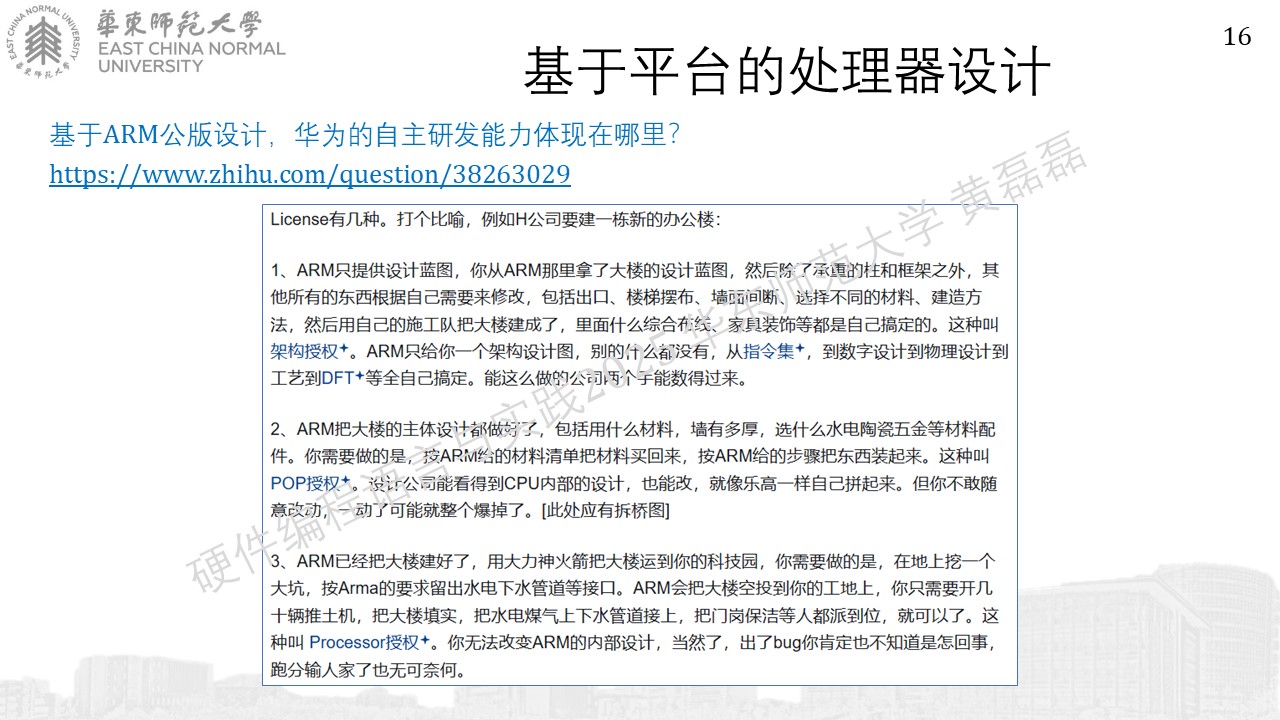 華東師範大學
EAST CHINA NORMAL
UNIVERSITY
EAST CHINA NORMAL UNIVERSITY
華東師範大學
16
基于平台的处理器设计
基于ARM公版设计，华为的自主研发能力体现在哪里？
https://www.zhihu.com/question/38263029
License有几种。打个比喻，例如H公司要建一栋新的办公楼：
1、ARM只提供设计蓝图，你从ARM那里拿了大楼的设计蓝图，然后除了承重的柱和框架之外，其
他所有的东西根据自己需要来修改，包括出口、楼梯摆布、墙面间断、选择不同的材料、建造方
法，然后用自己的施工队把大楼建成了，里面什么综合布线、家具装饰等都是自己搞定的。这种叫
架构授权。ARM只给你一个架构设计图，别的什么都没有，从指令集，到数字设计到物理设计到
工艺到DFT等全自己搞定。能这么做的公司两个手能数得过来。
2、ARM把大楼的主体设计都做好了，包括用什么材料，墙有多厚，选什么水电陶瓷五金等材料配
件。你需要做的是，按ARM给的材料清单把材料买回来，按ARM给的步骤把东西装起来。这种叫
POP授权。设计公司能看得到CPU内部的设计，也能改，就像乐高一样自己拼起来。但你不敢随
意改动，一动了可能就整个爆掉了。[此处应有拆桥图]
3、ARM已经把大楼建好了，用大力神火箭把大楼运到你的科技园，你需要做的是，在地上挖一个
大坑，按Arma的要求留出水电下水管道等接口。ARM会把大楼空投到你的工地上，你只需要开几
十辆推土机，把大楼填实，把水电煤气上下水管道接上，把门岗保洁等人都派到位，就可以了。这
种叫 Processor授权。你无法改变ARM的内部设计，当然了，出了bug你肯定也不知道是怎回事，
跑分输人家了也无可奈何。
硬件编程语言与实践2025 华东师范大学 黄磊磊